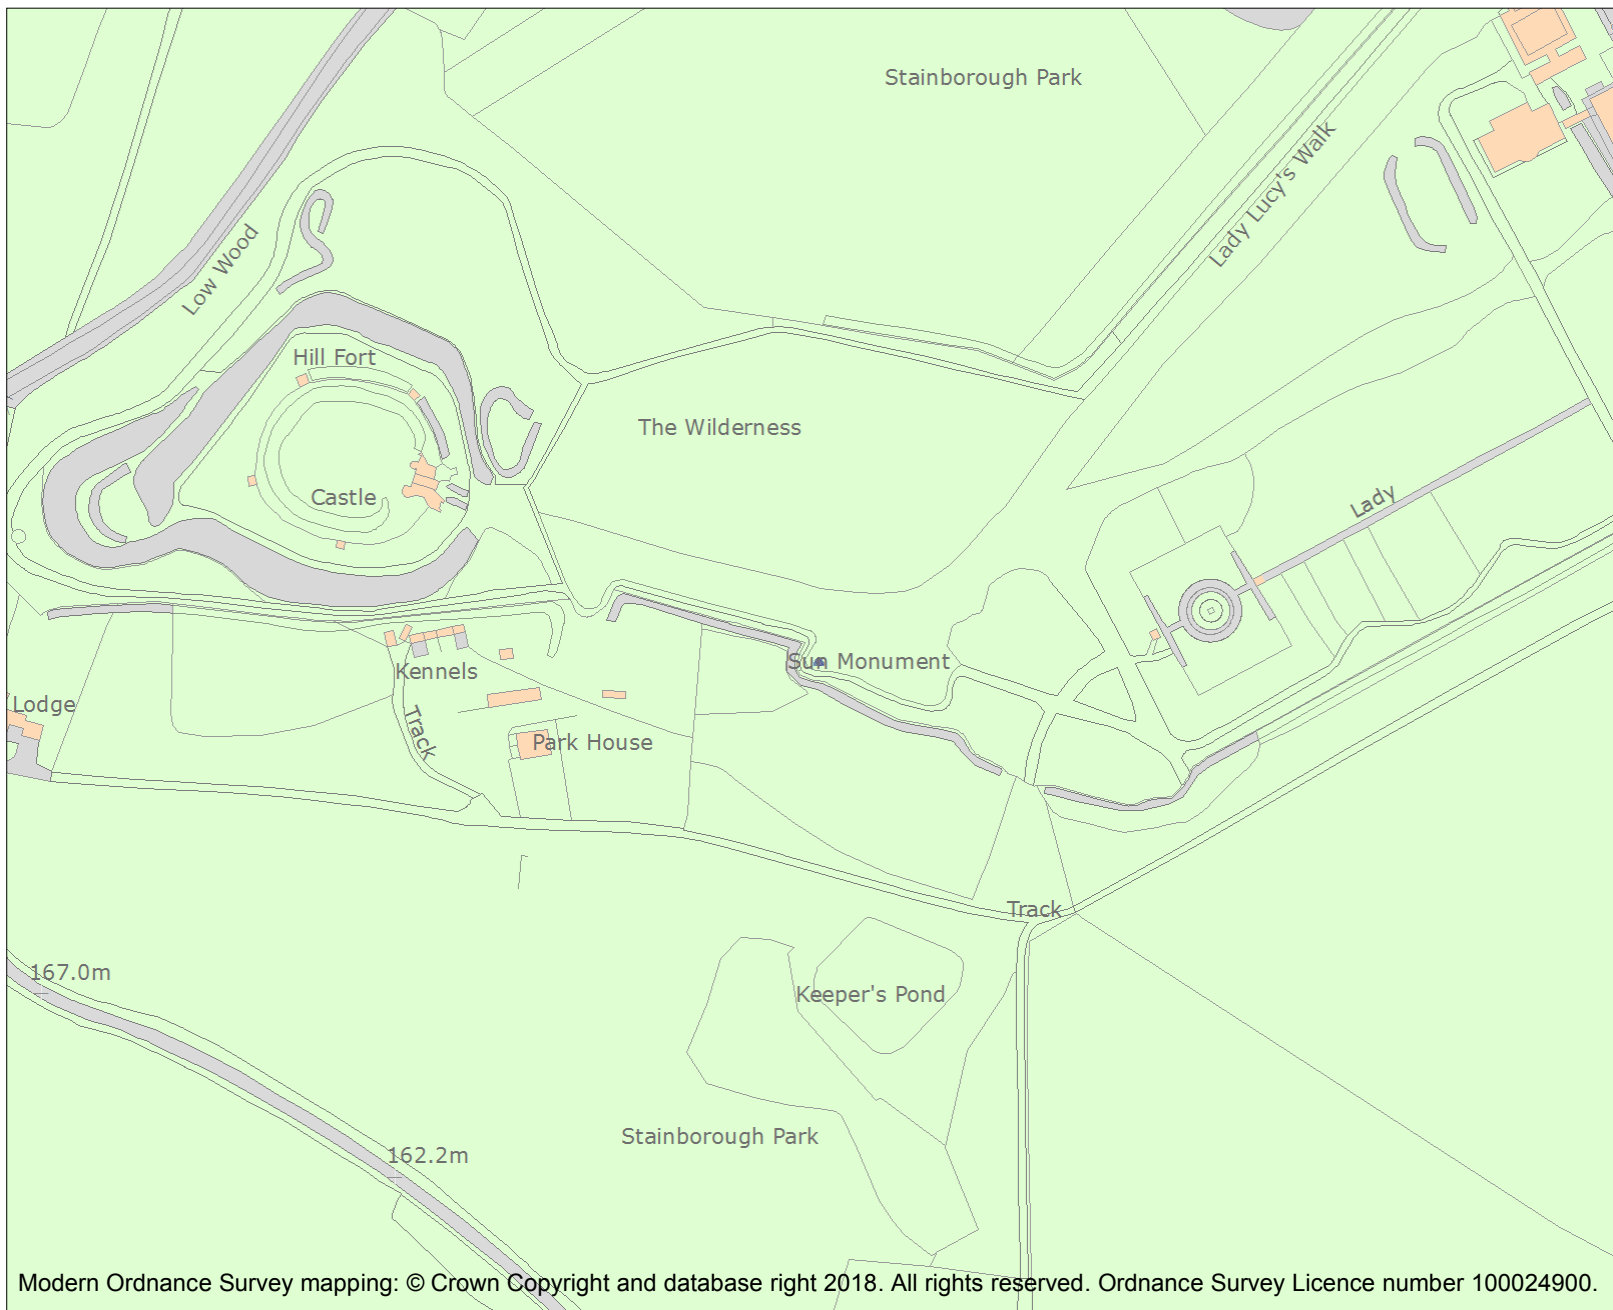 Stainborough Park
Lady Lucy's Walk
Low Wood
Hill Fort
The Wilderness
Castle
Lady
Sun Monument
Kennels
Lodge
Track
Park House
Track
167.0m
Keeper's Pond
Stainborough Park
162.2m
Modern Ordnance Survey mapping: © Crown Copyright and database right 2018. All rights reserved. Ordnance Survey Licence number 100024900.